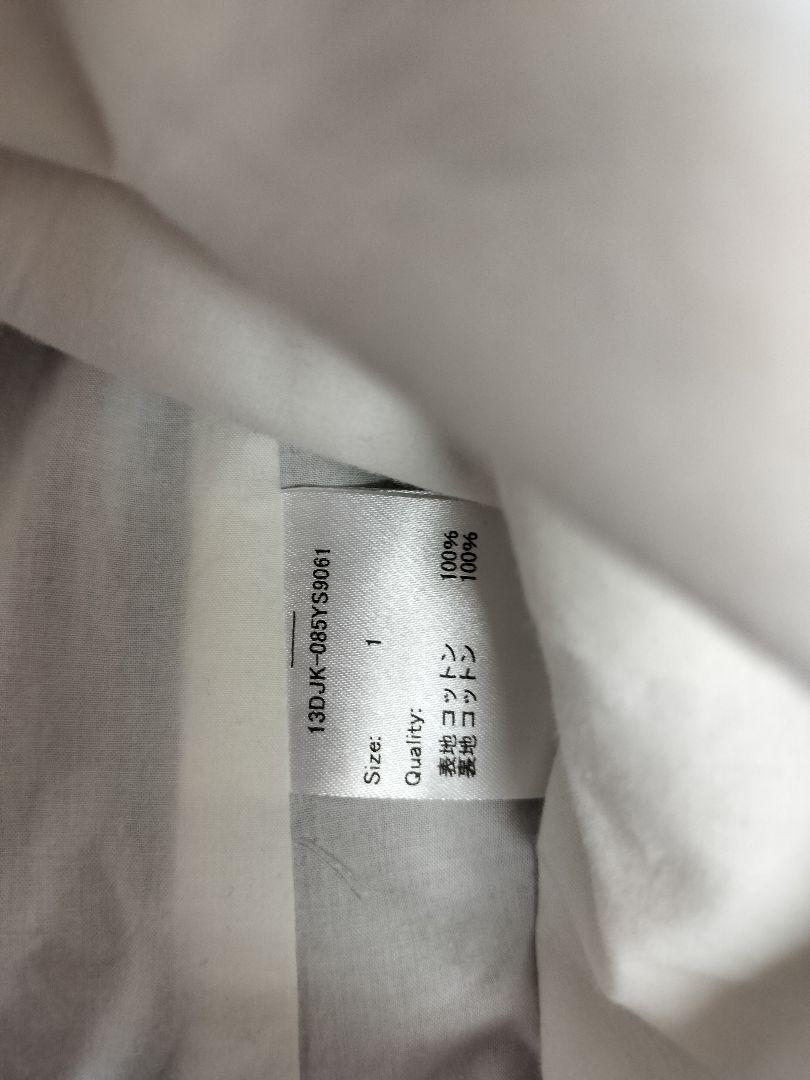 13DJK-085YS9061
Size: 1
Quality:
表地 コットン 100%
裏地 コットン 100%